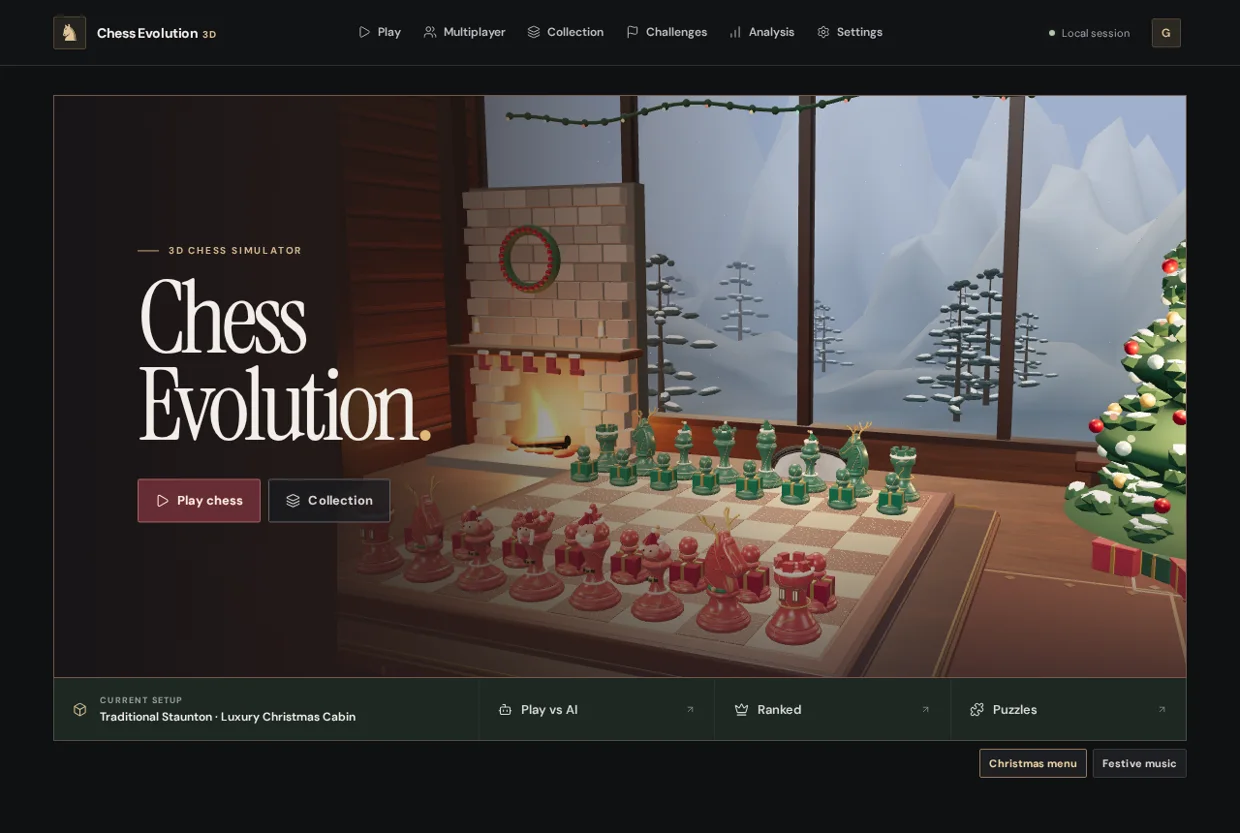 Chess Evolution 3D
Play
Multiplayer
Collection
Challenges
Analysis
Settings
Local session
G
3D CHESS SIMULATOR
Chess
Evolution.
Play chess
Collection
CURRENT SETUP
Traditional Staunton · Luxury Christmas Cabin
Play vs AI
Ranked
Puzzles
Christmas menu
Festive music